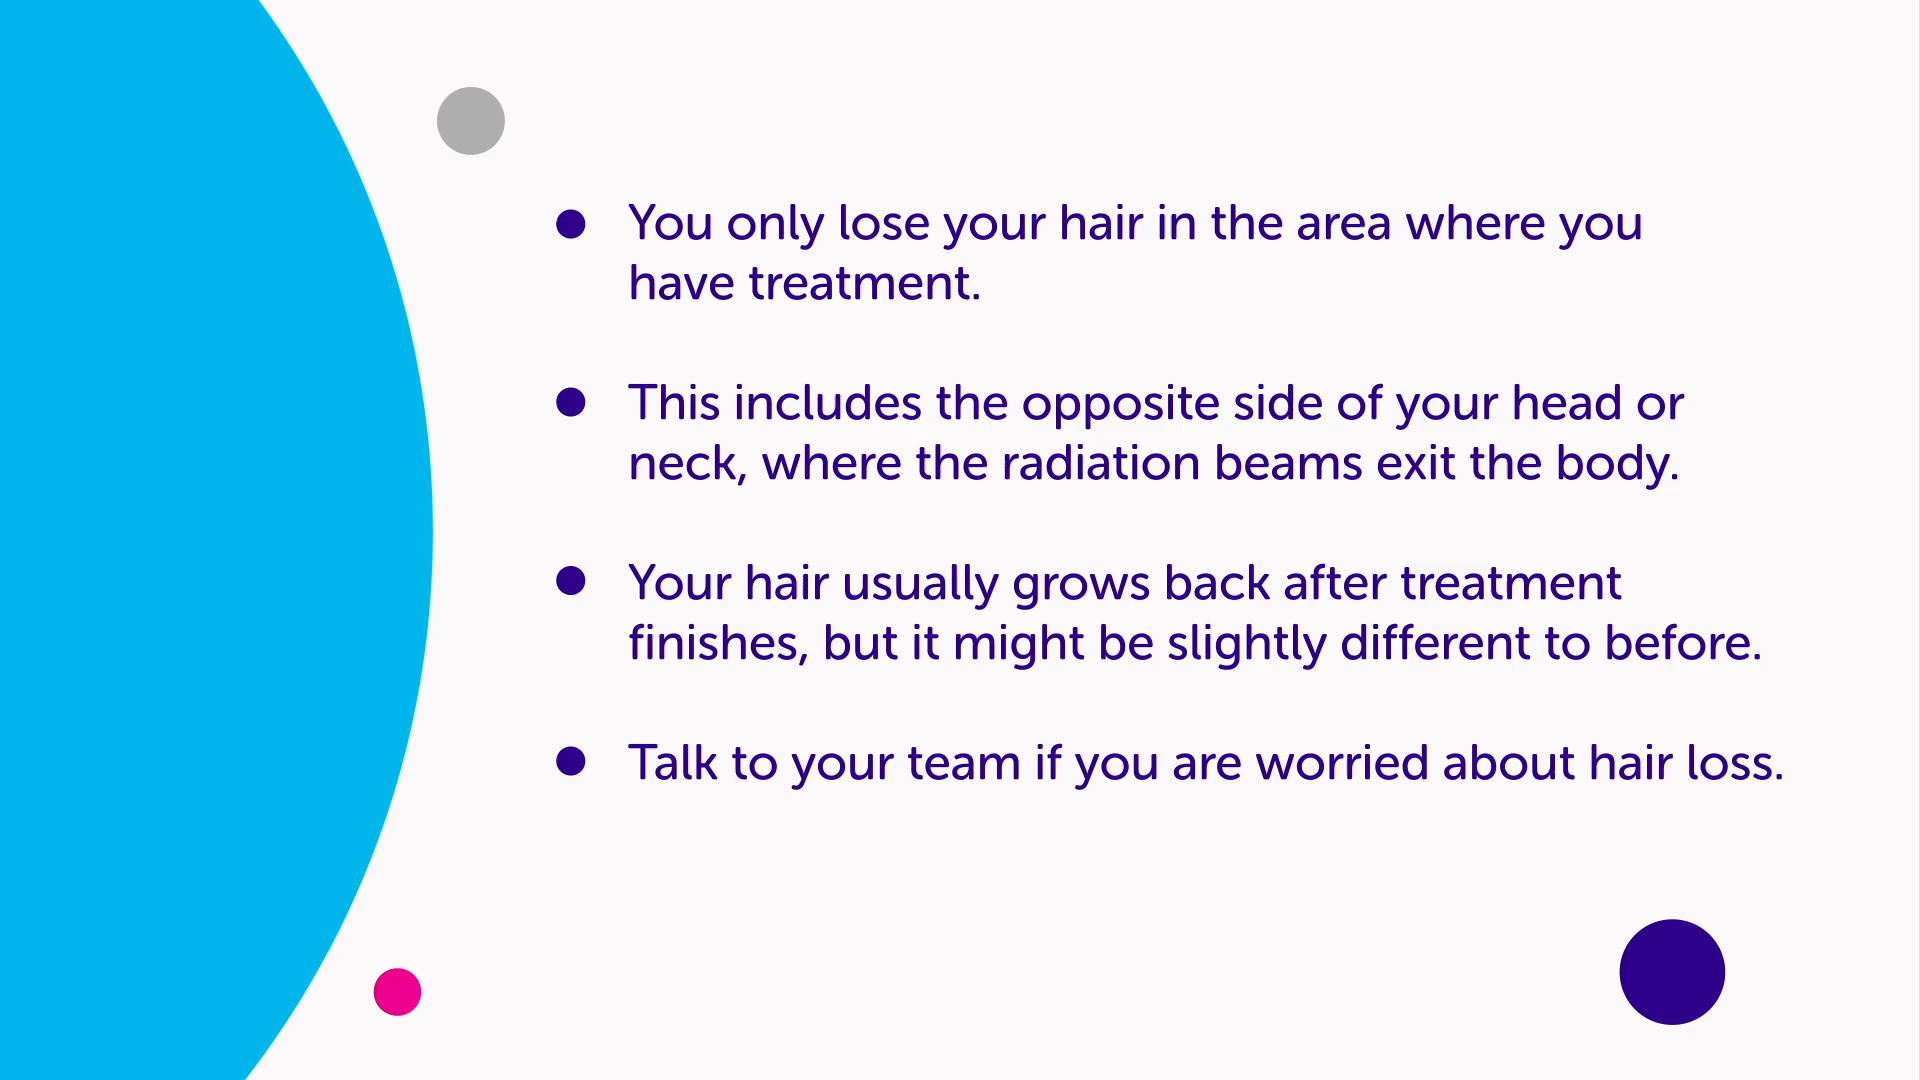 You only lose your hair in the area where you
have treatment.
This includes the opposite side of your head or
neck, where the radiation beams exit the body.
Your hair usually grows back after treatment
finishes, but it might be slightly different to before.
Talk to your team if you are worried about hair loss.